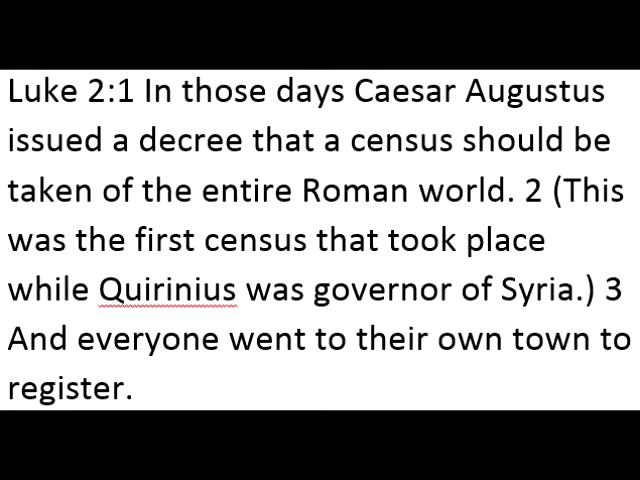 Luke 2:1 In those days Caesar Augustus
issued a decree that a census should be
taken of the entire Roman world. 2 (This
was the first census that took place
while Quirinius was governor of Syria.) 3
And everyone went to their own town to
register.